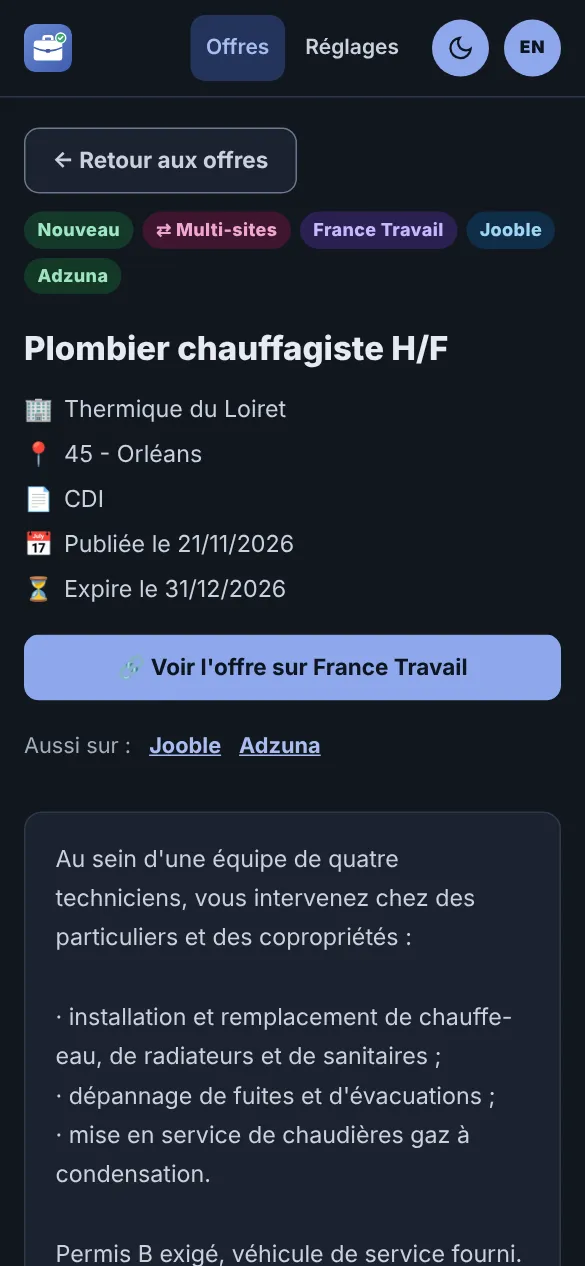 Offres Réglages EN
← Retour aux offres
Nouveau ⇄ Multi-sites France Travail Jooble
Adzuna
Plombier chauffagiste H/F
Thermique du Loiret
45 - Orléans
CDI
Publiée le 21/11/2026
Expire le 31/12/2026
Voir l'offre sur France Travail
Aussi sur : Jooble Adzuna
Au sein d'une équipe de quatre
techniciens, vous intervenez chez des
particuliers et des copropriétés :
· installation et remplacement de chauffe-
eau, de radiateurs et de sanitaires ;
· dépannage de fuites et d'évacuations ;
· mise en service de chaudières gaz à
condensation.
Permis B exigé, véhicule de service fourni.